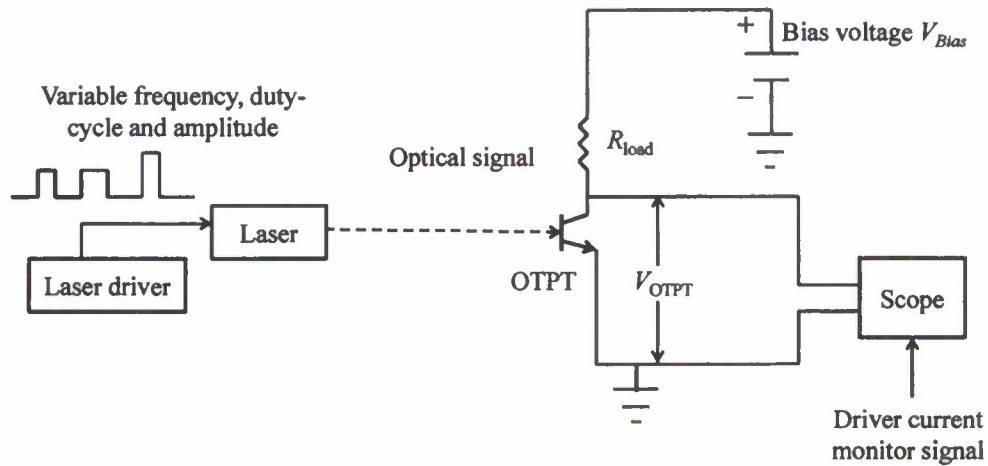 +
Bias voltage V_Bias
−
Variable frequency, duty-
cycle and amplitude
R_load
Optical signal
Laser
Laser driver
OTPT
V_OTPT
Scope
Driver current
monitor signal